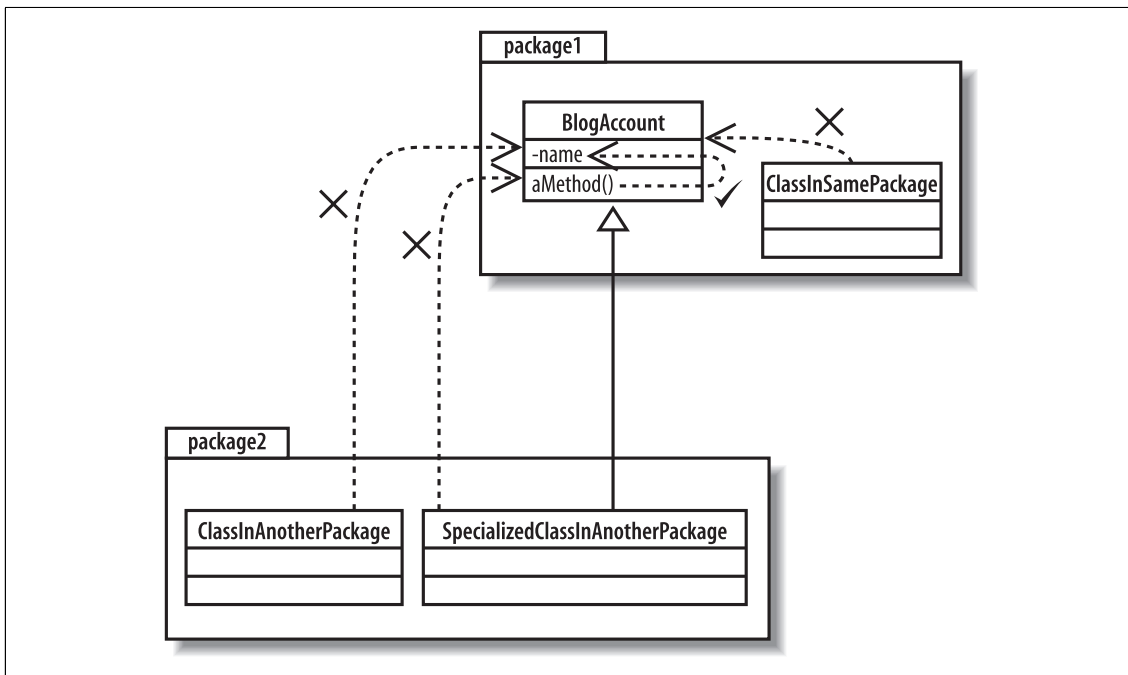 package1
BlogAccount
-name
aMethod()
ClassInSamePackage
package2
ClassInAnotherPackage
SpecializedClassInAnotherPackage